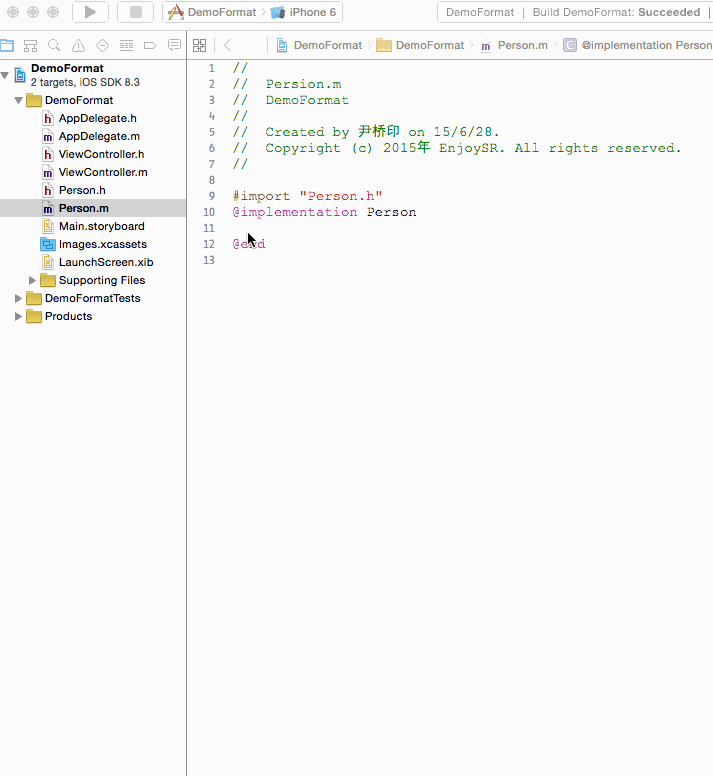 DemoFormat iPhone 6 DemoFormat | Build DemoFormat: Succeeded |
DemoFormat DemoFormat Person.m C @implementation Person
DemoFormat
2 targets, iOS SDK 8.3
DemoFormat
h AppDelegate.h
m AppDelegate.m
h ViewController.h
m ViewController.m
h Person.h
m Person.m
Main.storyboard
Images.xcassets
LaunchScreen.xib
Supporting Files
DemoFormatTests
Products
1 //
2 //  Persion.m
3 //  DemoFormat
4 //
5 //  Created by 尹桥印 on 15/6/28.
6 //  Copyright (c) 2015年 EnjoySR. All rights reserved.
7 //
8
9 #import "Person.h"
10 @implementation Person
11
12 @end
13